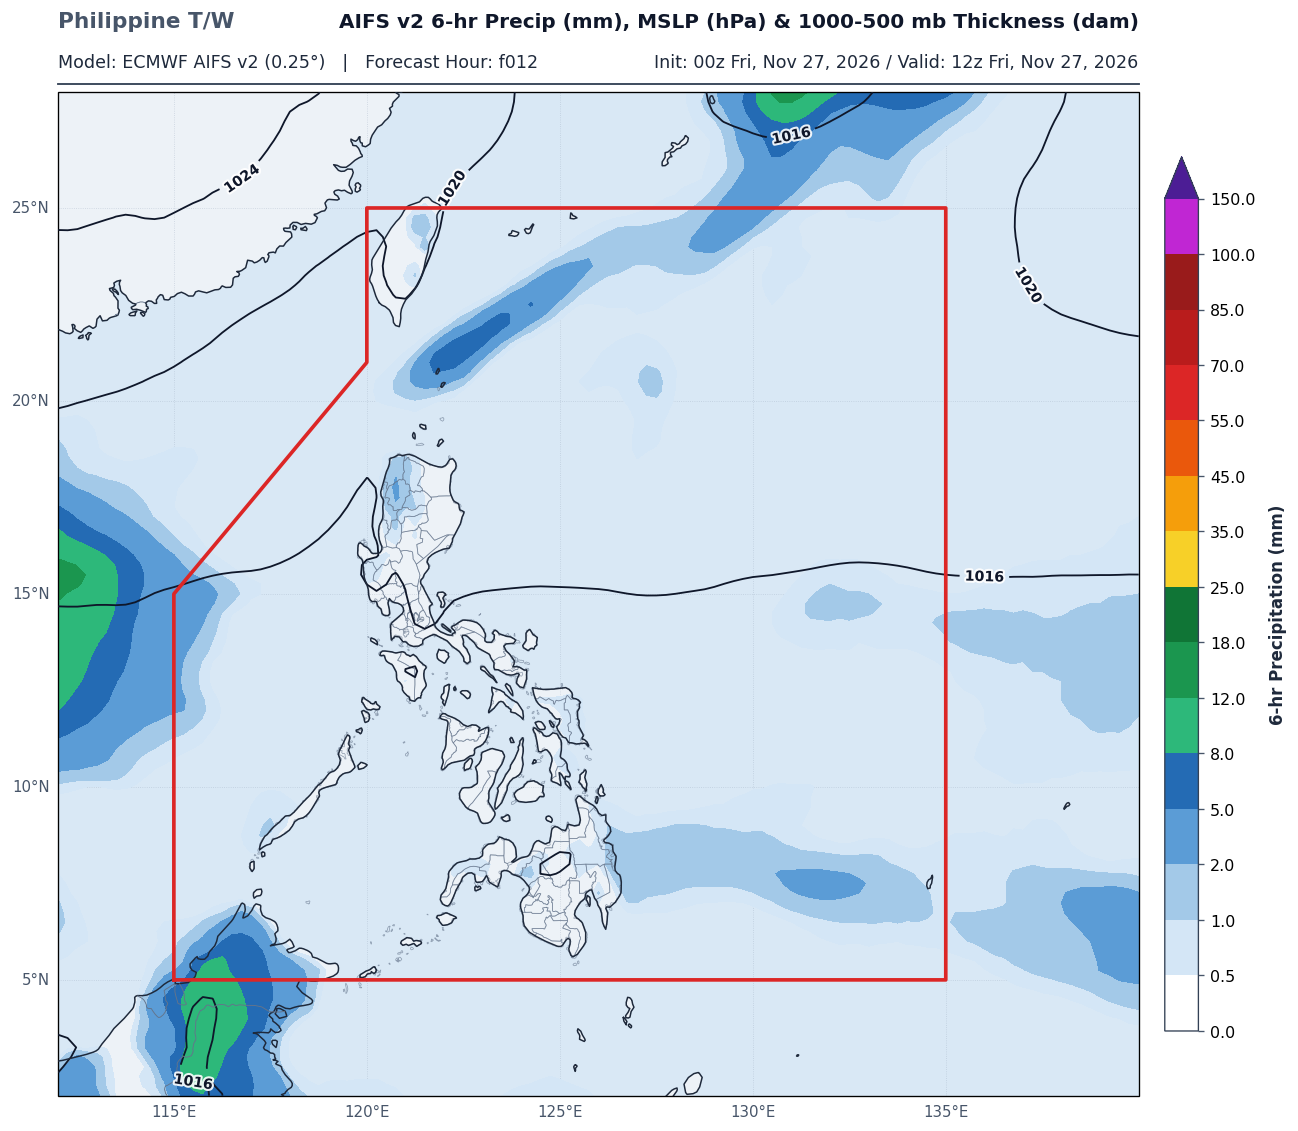 Philippine T/W
AIFS v2 6-hr Precip (mm), MSLP (hPa) & 1000-500 mb Thickness (dam)
Model: ECMWF AIFS v2 (0.25°)   |   Forecast Hour: f012
Init: 00z Fri, Nov 27, 2026 / Valid: 12z Fri, Nov 27, 2026
1016
1024
1020
1020
1016
1016
25°N
20°N
15°N
10°N
5°N
115°E
120°E
125°E
130°E
135°E
150.0
100.0
85.0
70.0
55.0
45.0
35.0
25.0
18.0
12.0
8.0
5.0
2.0
1.0
0.5
0.0
6-hr Precipitation (mm)